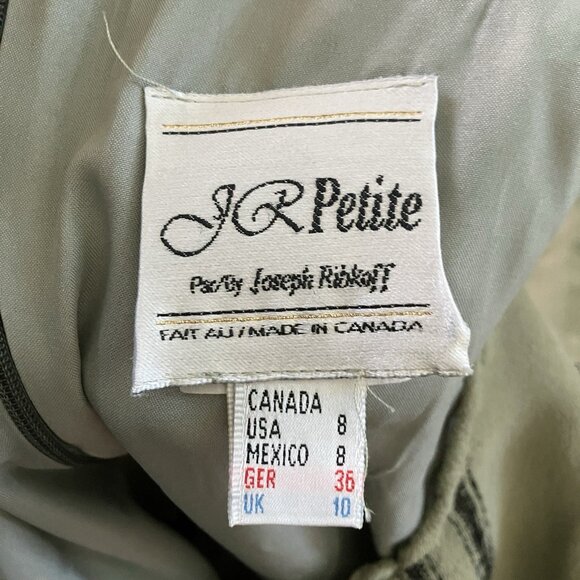 JR Petite
Par/By Joseph Ribkoff
FAIT AU / MADE IN CANADA
CANADA
USA 8
MEXICO 8
GER 36
UK 10